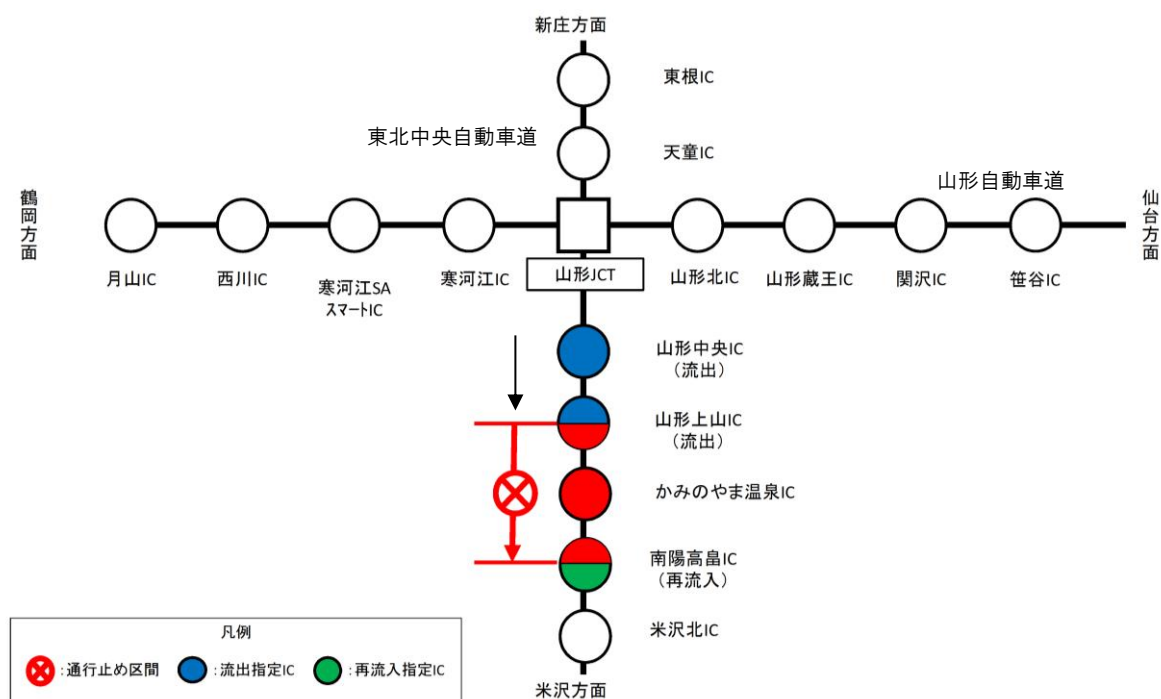 新庄方面
東根IC
東北中央自動車道
天童IC
山形自動車道
鶴岡方面
仙台方面
月山IC
西川IC
寒河江SA
スマートIC
寒河江IC
山形JCT
山形北IC
山形蔵王IC
関沢IC
笹谷IC
山形中央IC
（流出）
山形上山IC
（流出）
かみのやま温泉IC
南陽高畠IC
（再流入）
米沢北IC
米沢方面
凡例
:通行止め区間
:流出指定IC
:再流入指定IC